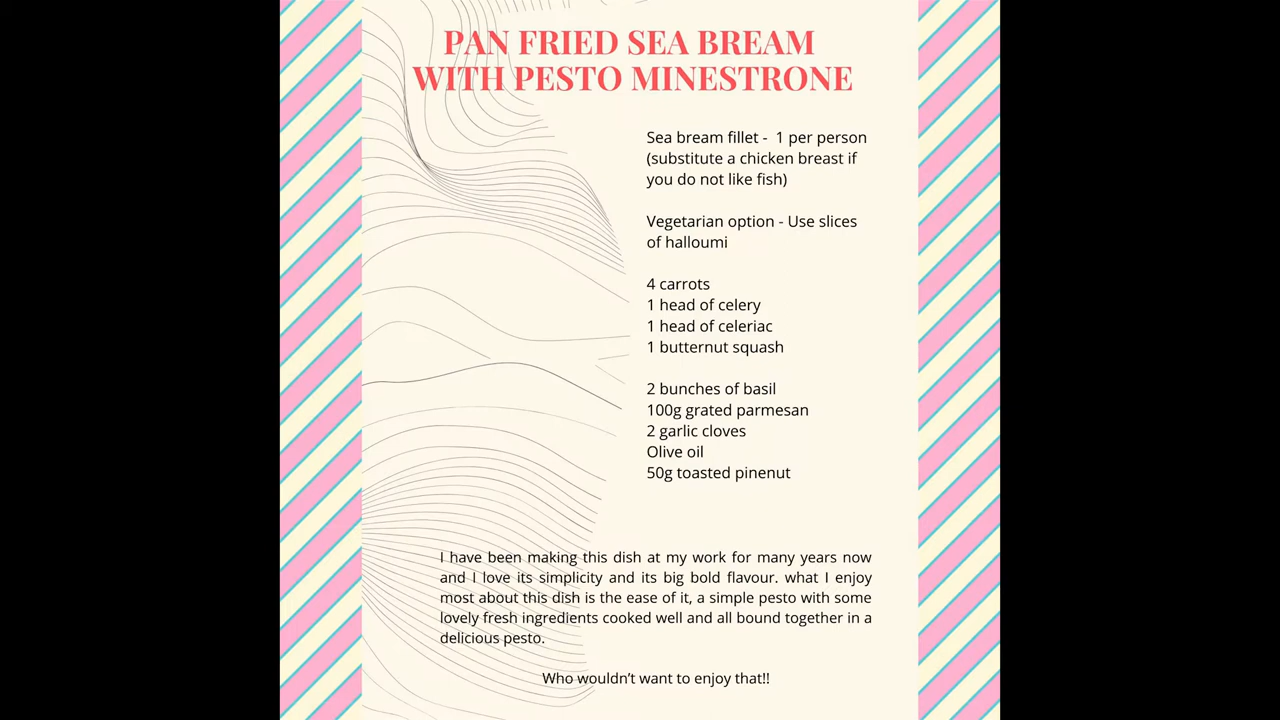 PAN FRIED SEA BREAM
WITH PESTO MINESTRONE
Sea bream fillet -  1 per person
(substitute a chicken breast if
you do not like fish)
Vegetarian option - Use slices
of halloumi
4 carrots
1 head of celery
1 head of celeriac
1 butternut squash
2 bunches of basil
100g grated parmesan
2 garlic cloves
Olive oil
50g toasted pinenut
I have been making this dish at my work for many years now
and I love its simplicity and its big bold flavour. what I enjoy
most about this dish is the ease of it, a simple pesto with some
lovely fresh ingredients cooked well and all bound together in a
delicious pesto.
Who wouldn't want to enjoy that!!